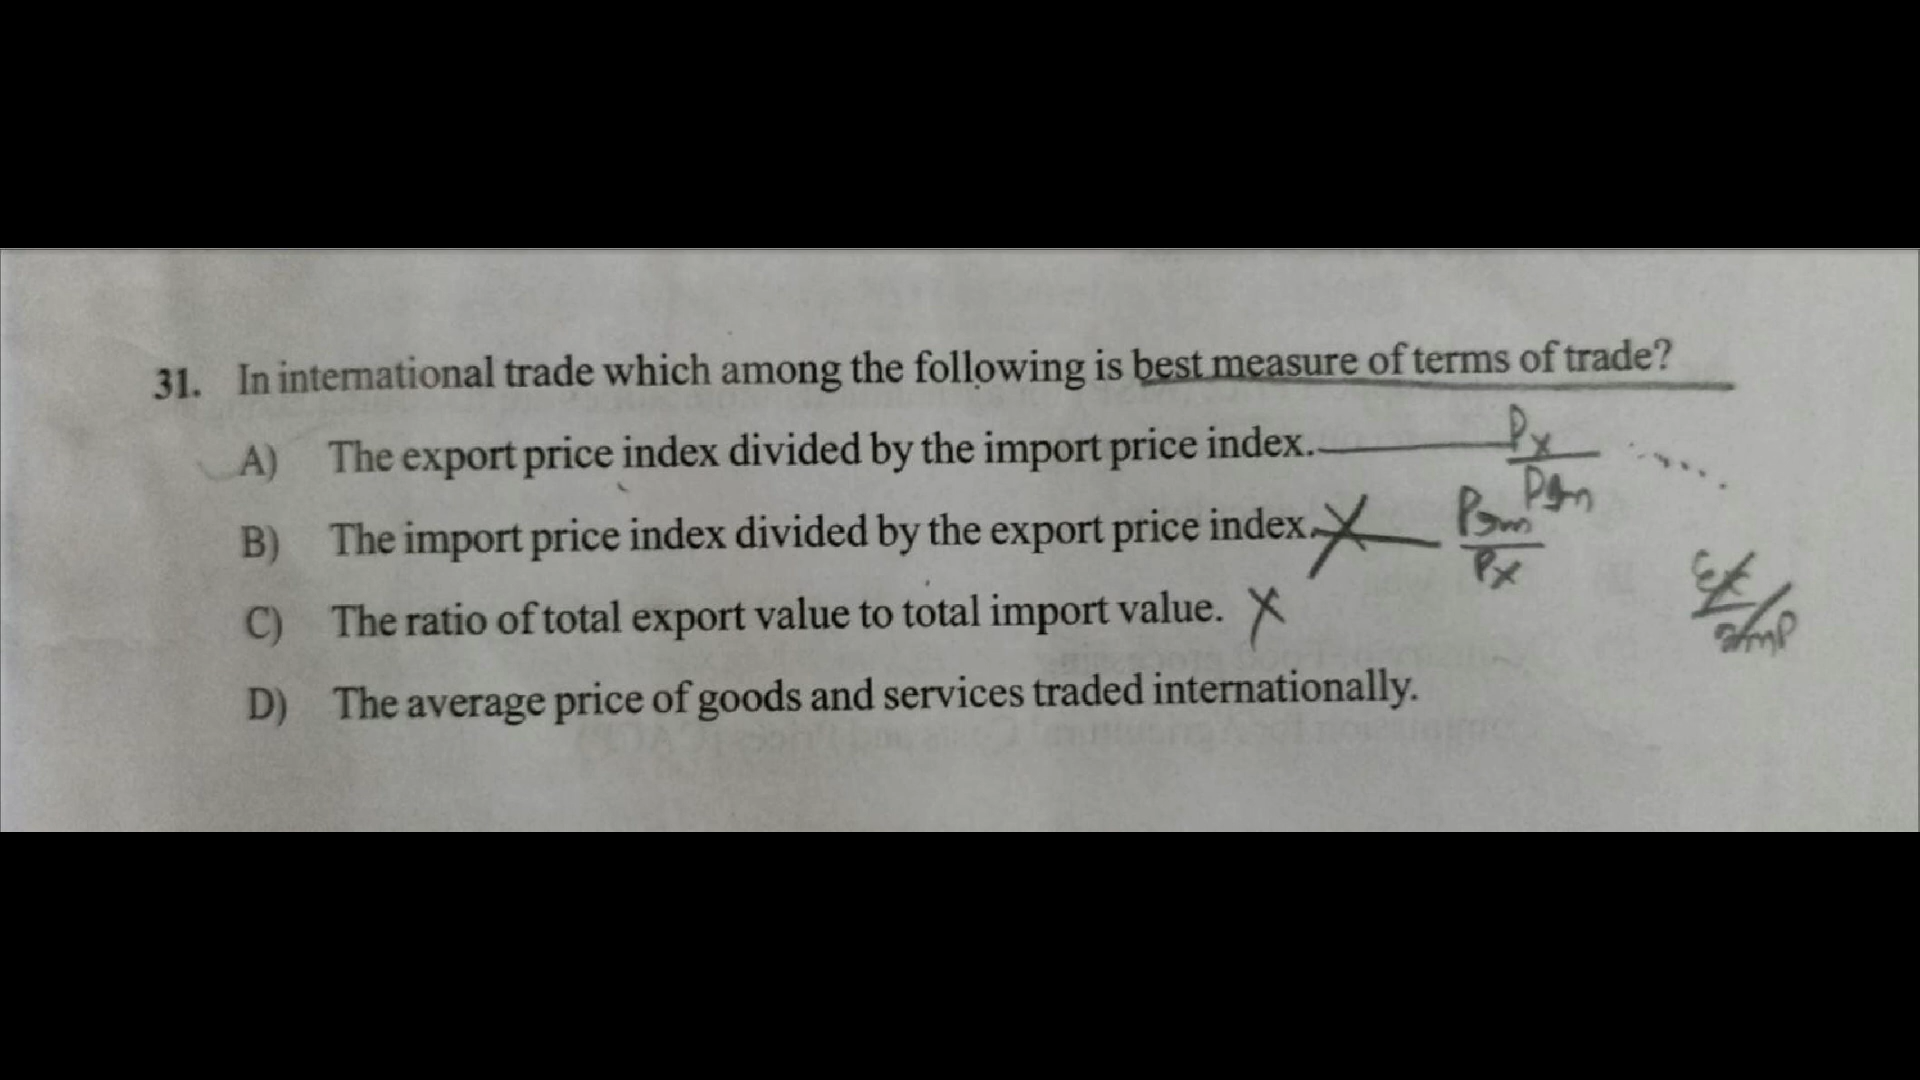 31. In international trade which among the following is best measure of terms of trade?
A) The export price index divided by the import price index. Px
B) The import price index divided by the export price index.
Px
C) The ratio of total export value to total import value. X
D) The average price of goods and services traded internationally.